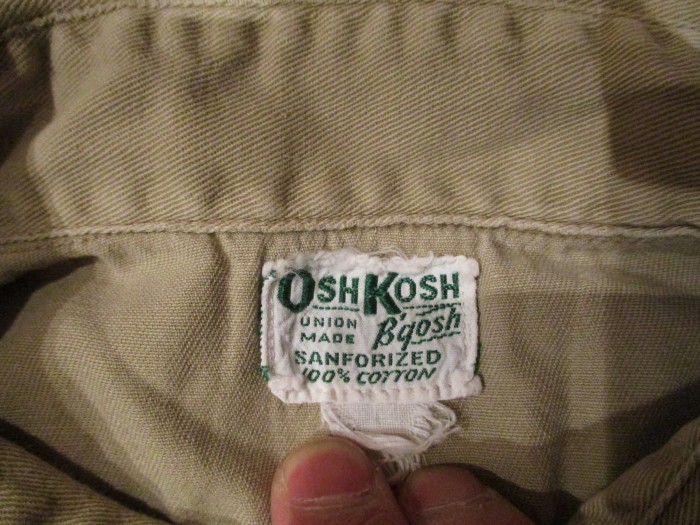 OSHKOSH
UNION B'gosh
MADE
SANFORIZED
100% COTTON